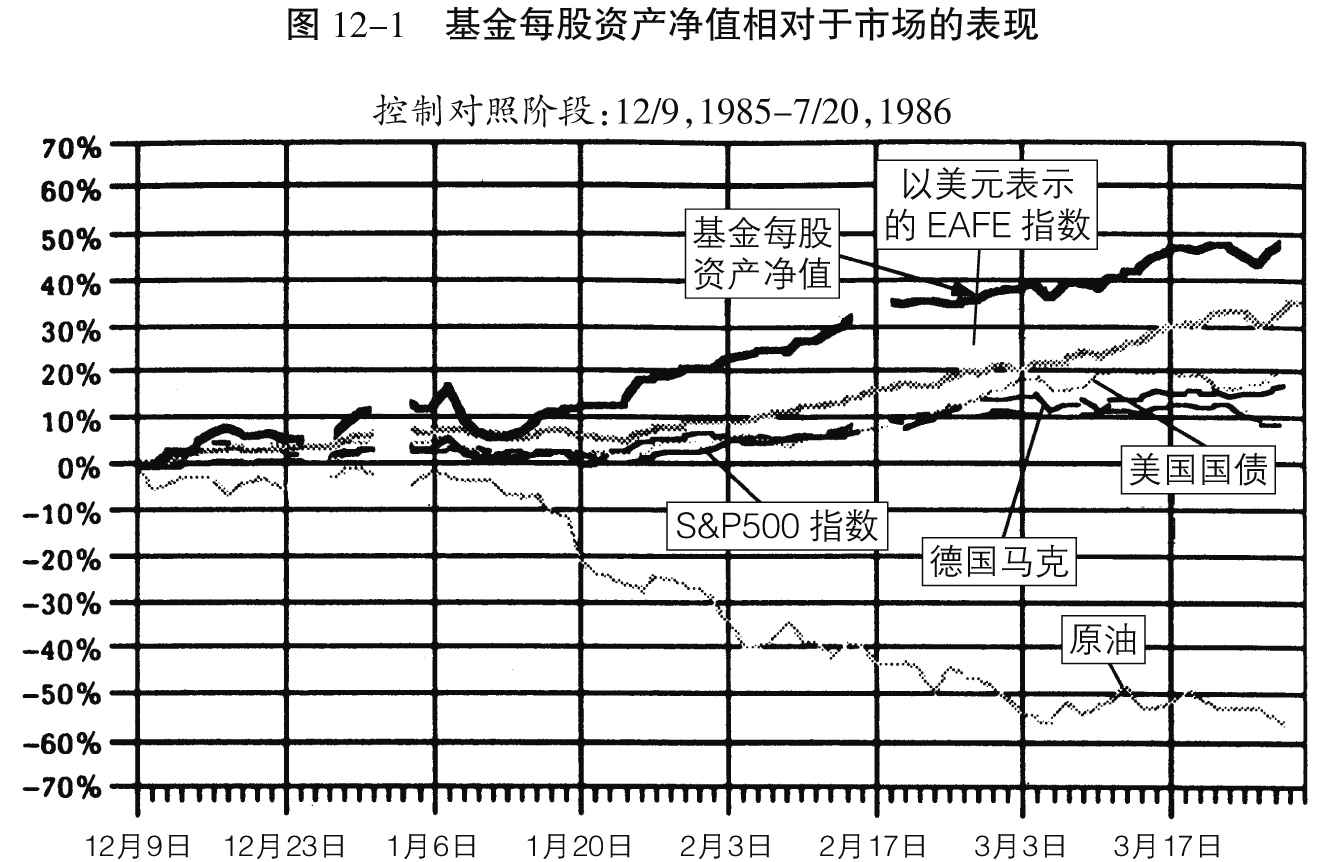 图 12–1 基金每股资产净值相对于市场的表现
控制对照阶段:12/9,1985–7/20,1986
70%
60%
50%
40%
30%
20%
10%
0%
-10%
-20%
-30%
-40%
-50%
-60%
-70%
以美元表示
的 EAFE 指数
基金每股
资产净值
美国国债
S&P500 指数
德国马克
原油
12月9日 12月23日 1月6日 1月20日 2月3日 2月17日 3月3日 3月17日